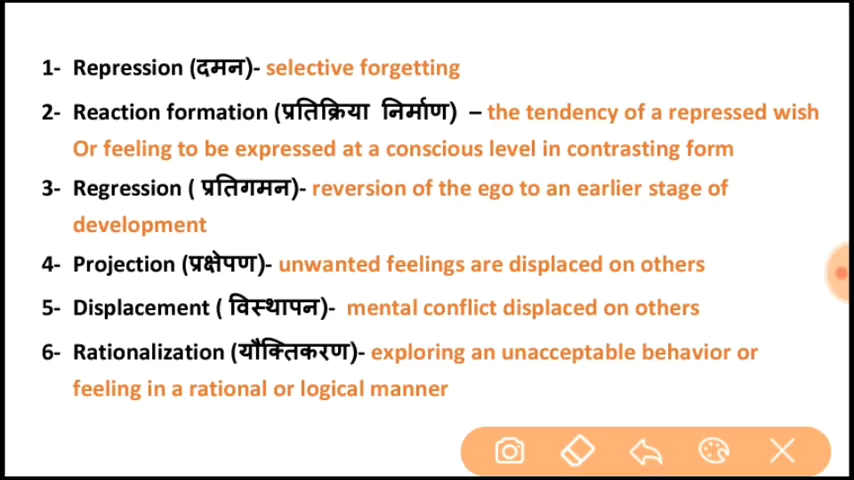 1- Repression (दमन)- selective forgetting
2- Reaction formation (प्रतिक्रिया निर्माण) – the tendency of a repressed wish
Or feeling to be expressed at a conscious level in contrasting form
3- Regression ( प्रतिगमन)- reversion of the ego to an earlier stage of
development
4- Projection (प्रक्षेपण)- unwanted feelings are displaced on others
5- Displacement ( विस्थापन)- mental conflict displaced on others
6- Rationalization (यौक्तिकरण)- exploring an unacceptable behavior or
feeling in a rational or logical manner